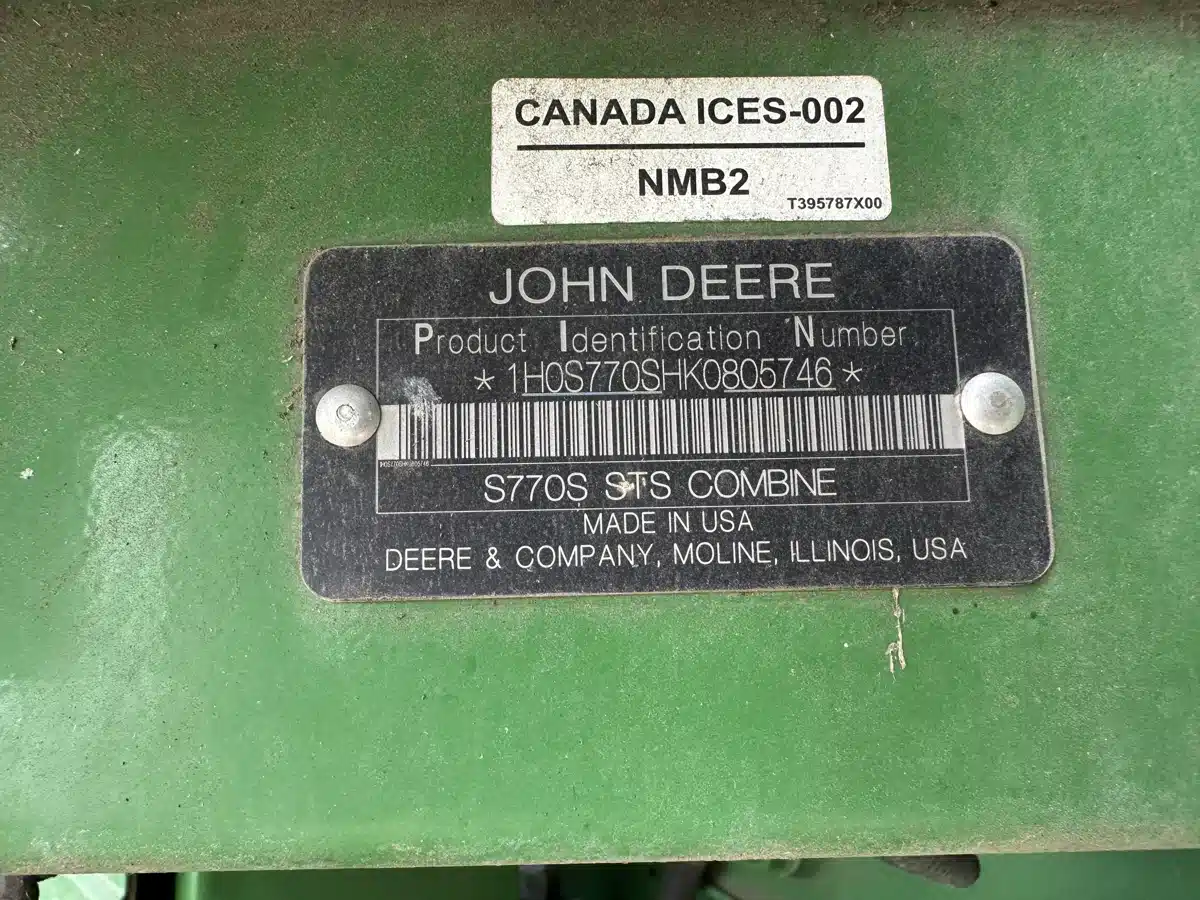 CANADA ICES-002
NMB2
T395787X00
JOHN DEERE
Product Identification Number
*1H0S770SHK0805746*
1H0S770SHK0805746
S770S STS COMBINE
MADE IN USA
DEERE & COMPANY, MOLINE, ILLINOIS, USA